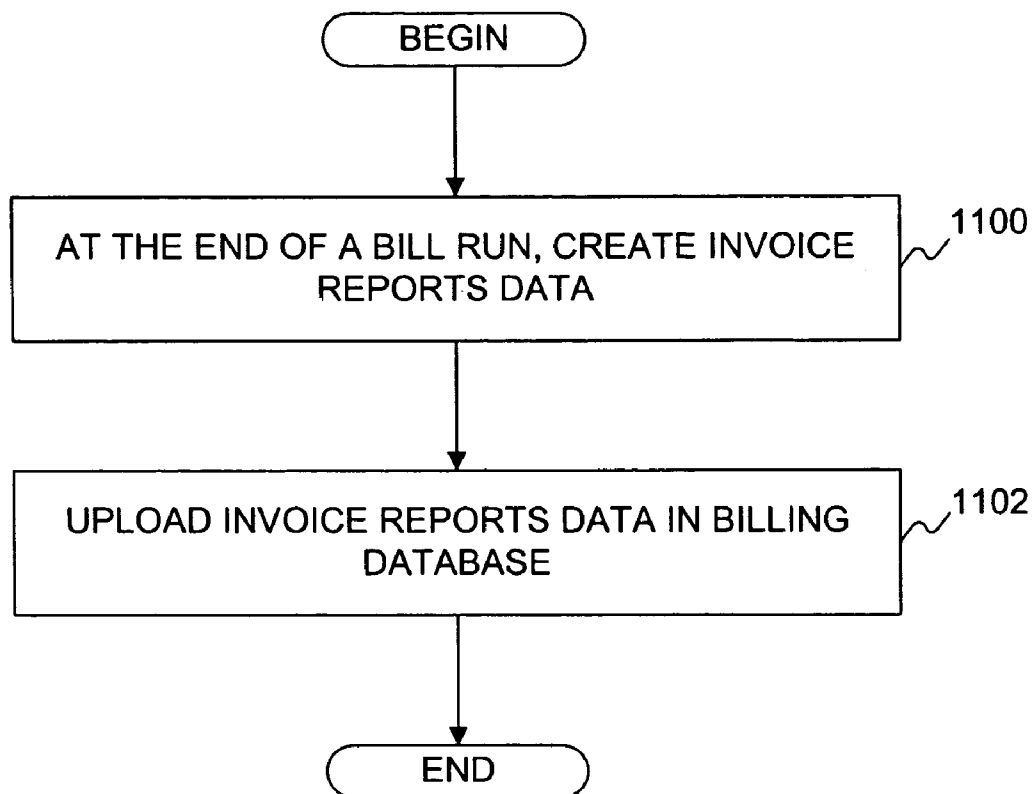 BEGIN
AT THE END OF A BILL RUN, CREATE INVOICE
REPORTS DATA
1100
UPLOAD INVOICE REPORTS DATA IN BILLING
DATABASE
1102
END